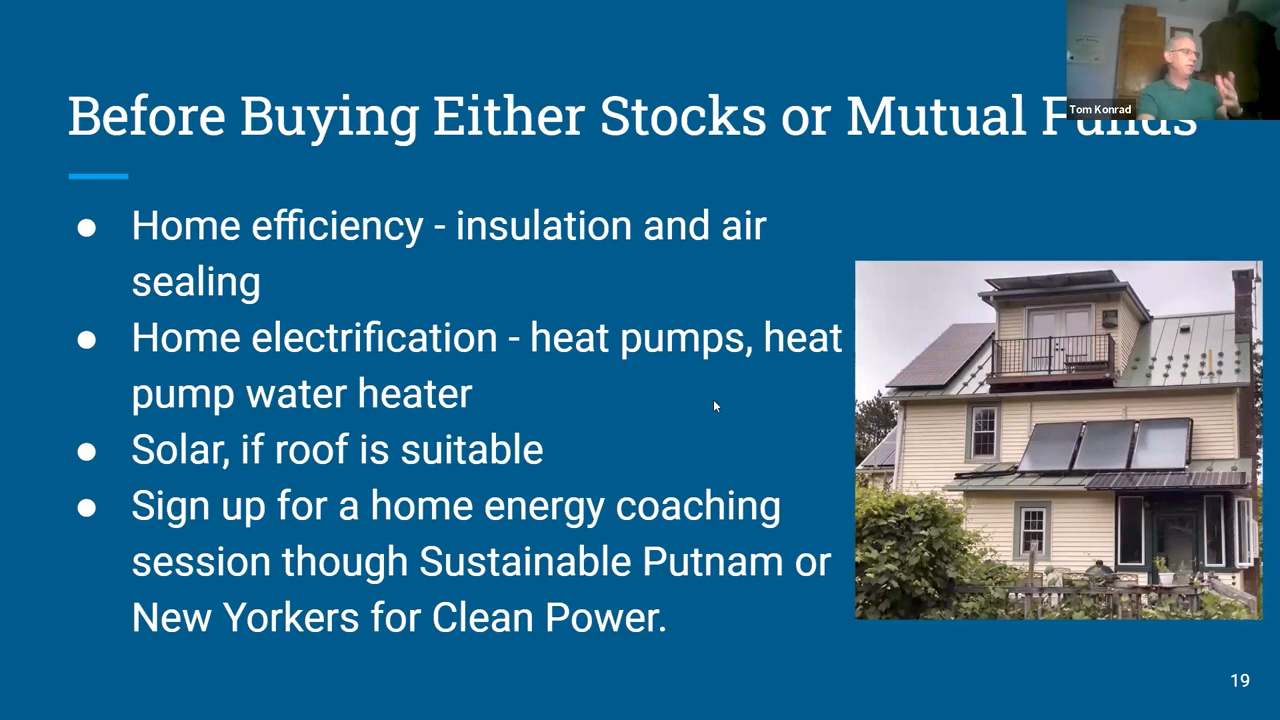 Before Buying Either Stocks or Mutual Funds
Tom Konrad
● Home efficiency - insulation and air
sealing
● Home electrification - heat pumps, heat
pump water heater
● Solar, if roof is suitable
● Sign up for a home energy coaching
session though Sustainable Putnam or
New Yorkers for Clean Power.
19